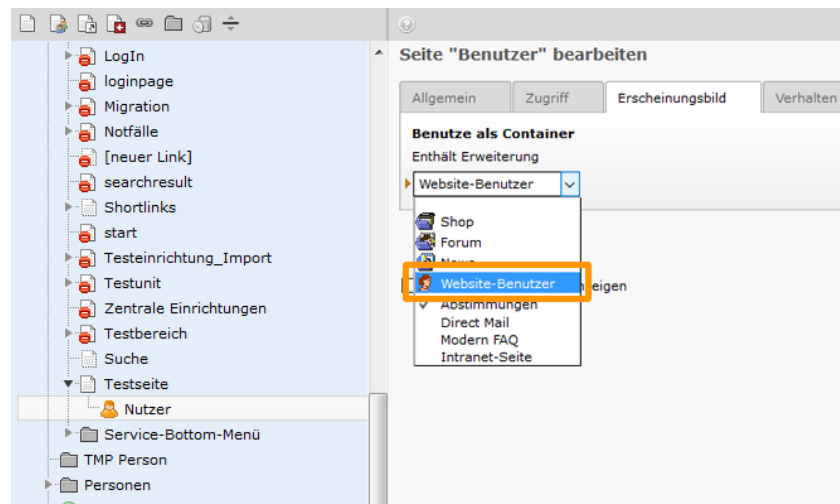 LogIn
loginpage
Migration
Notfälle
[neuer Link]
searchresult
Shortlinks
start
Testeinrichtung_Import
Testunit
Zentrale Einrichtungen
Testbereich
Suche
Testseite
Nutzer
Service-Bottom-Menü
TMP Person
Personen
Seite "Benutzer" bearbeiten
Allgemein Zugriff Erscheinungsbild Verhalten
Benutze als Container
Enthält Erweiterung
Website-Benutzer
Shop
Forum
News
Website-Benutzer
Abstimmungen
Direct Mail
Modern FAQ
Intranet-Seite